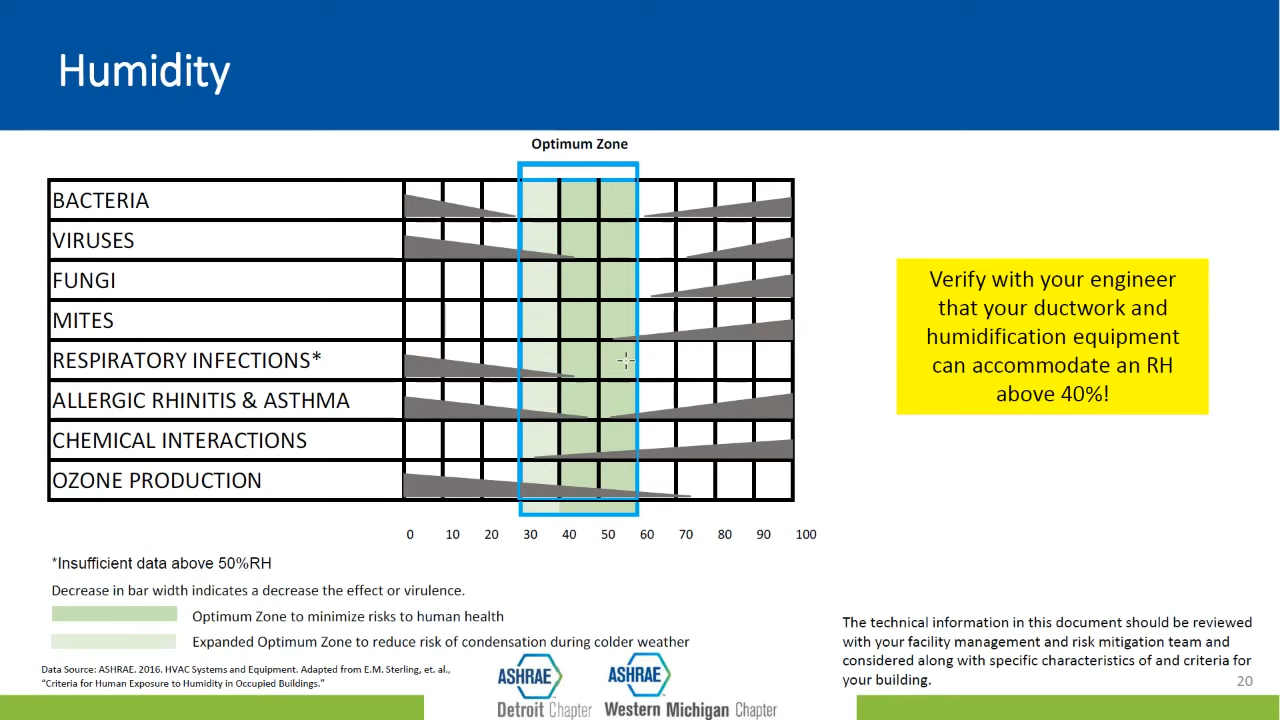 Humidity
Optimum Zone
BACTERIA
VIRUSES
FUNGI
MITES
RESPIRATORY INFECTIONS*
ALLERGIC RHINITIS & ASTHMA
CHEMICAL INTERACTIONS
OZONE PRODUCTION
0 10 20 30 40 50 60 70 80 90 100
*Insufficient data above 50%RH
Decrease in bar width indicates a decrease the effect or virulence.
Optimum Zone to minimize risks to human health
Expanded Optimum Zone to reduce risk of condensation during colder weather
Data Source: ASHRAE. 2016. HVAC Systems and Equipment. Adapted from E.M. Sterling, et. al.,
“Criteria for Human Exposure to Humidity in Occupied Buildings.”
Verify with your engineer
that your ductwork and
humidification equipment
can accommodate an RH
above 40%!
ASHRAE
Detroit Chapter
ASHRAE
Western Michigan Chapter
The technical information in this document should be reviewed
with your facility management and risk mitigation team and
considered along with specific characteristics of and criteria for
your building.
20